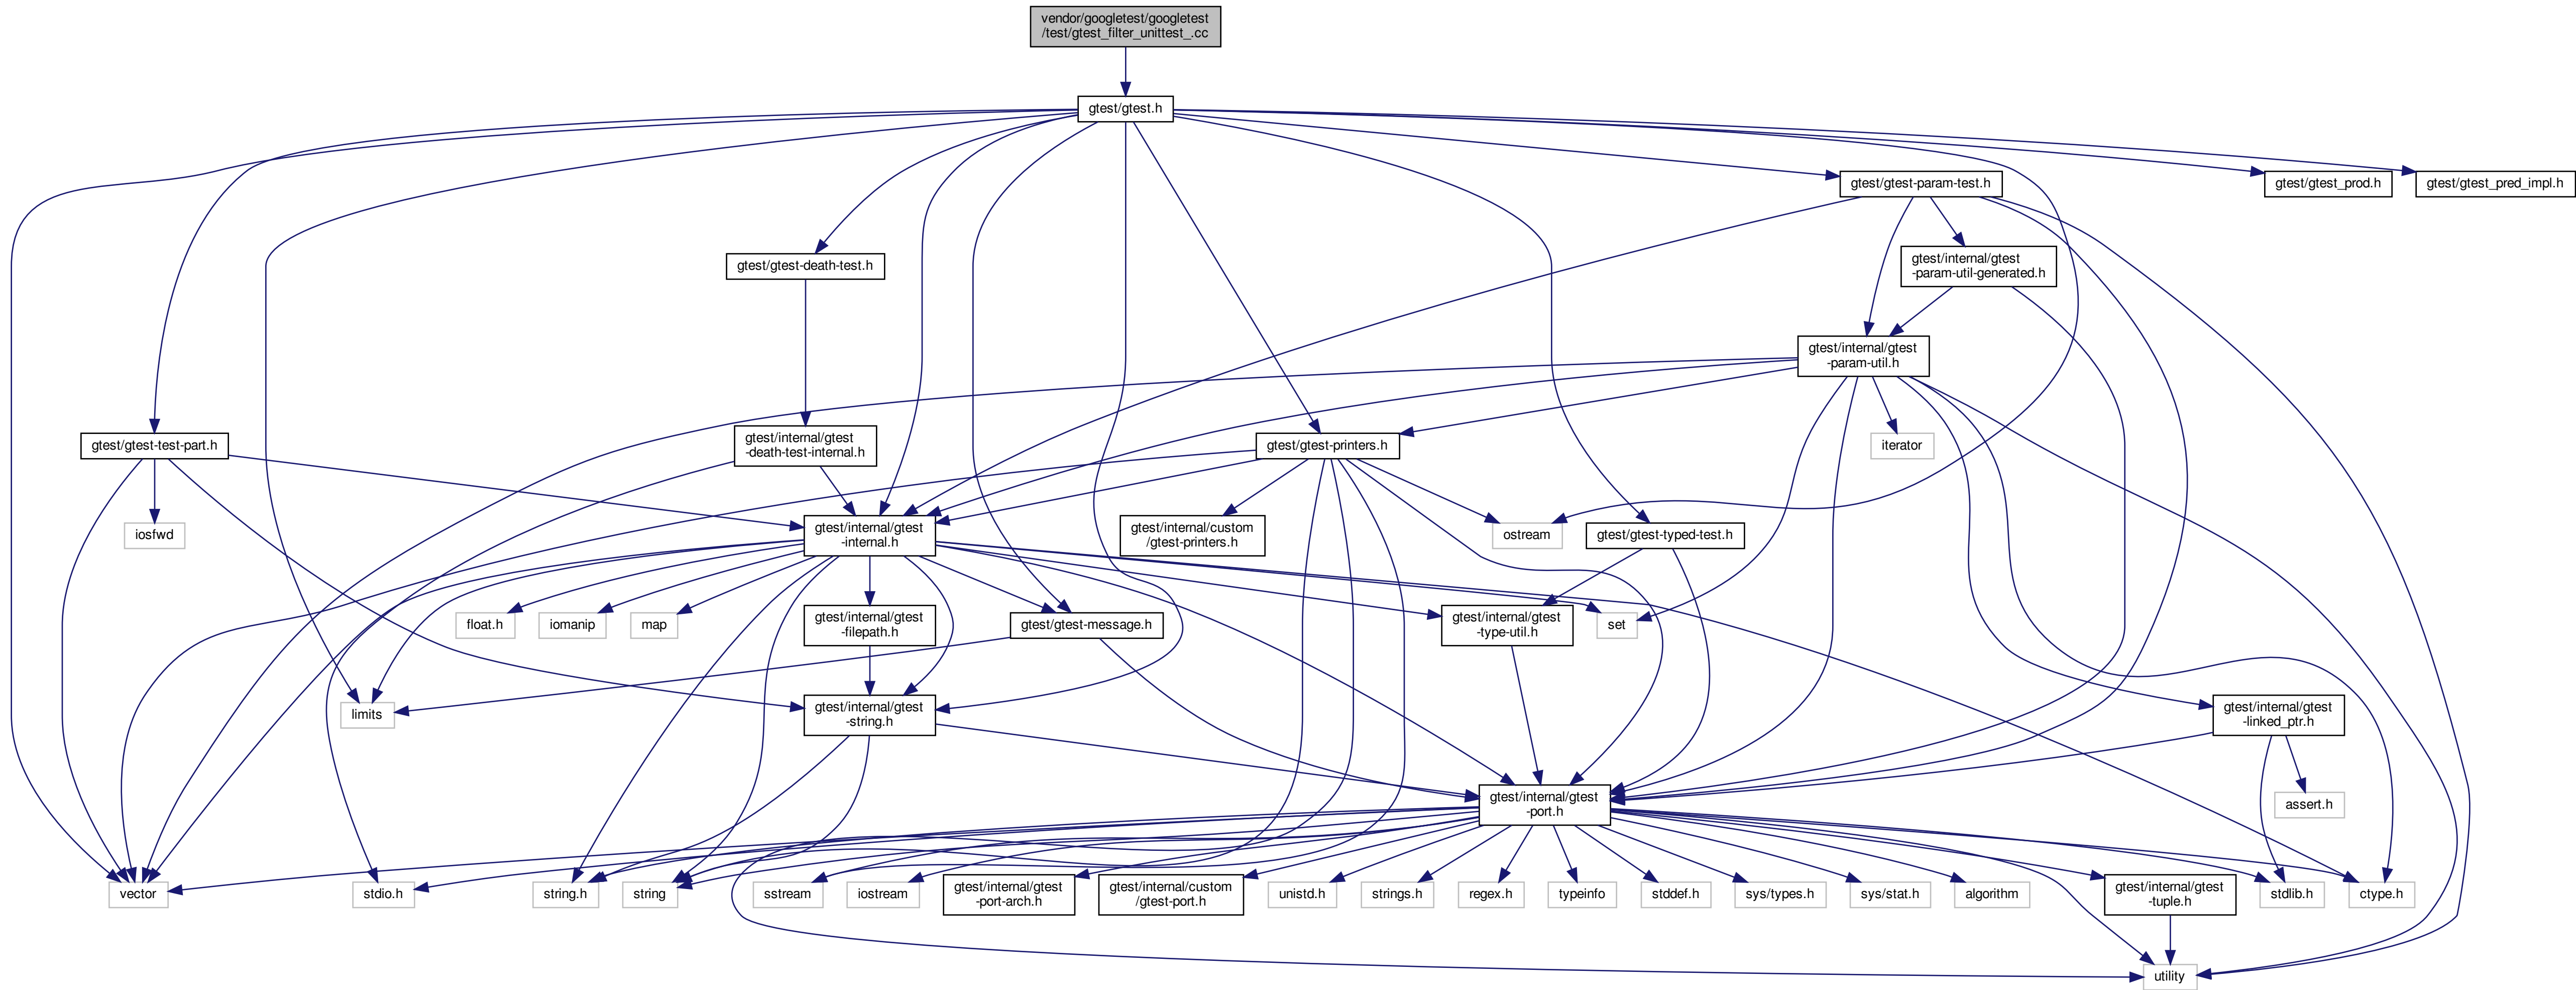 vendor/googletest/googletest
/test/gtest_filter_unittest_.cc
gtest/gtest.h
gtest/gtest-param-test.h
gtest/gtest_prod.h
gtest/gtest_pred_impl.h
gtest/gtest-death-test.h
gtest/internal/gtest
-param-util-generated.h
gtest/internal/gtest
-param-util.h
gtest/gtest-test-part.h
gtest/internal/gtest
-death-test-internal.h
gtest/gtest-printers.h
iterator
iosfwd
gtest/internal/gtest
-internal.h
gtest/internal/custom
/gtest-printers.h
ostream
gtest/gtest-typed-test.h
float.h
iomanip
map
gtest/internal/gtest
-filepath.h
gtest/gtest-message.h
gtest/internal/gtest
-type-util.h
set
limits
gtest/internal/gtest
-string.h
gtest/internal/gtest
-linked_ptr.h
gtest/internal/gtest
-port.h
assert.h
vector
stdio.h
string.h
string
sstream
iostream
gtest/internal/gtest
-port-arch.h
gtest/internal/custom
/gtest-port.h
unistd.h
strings.h
regex.h
typeinfo
stddef.h
sys/types.h
sys/stat.h
algorithm
gtest/internal/gtest
-tuple.h
stdlib.h
ctype.h
utility